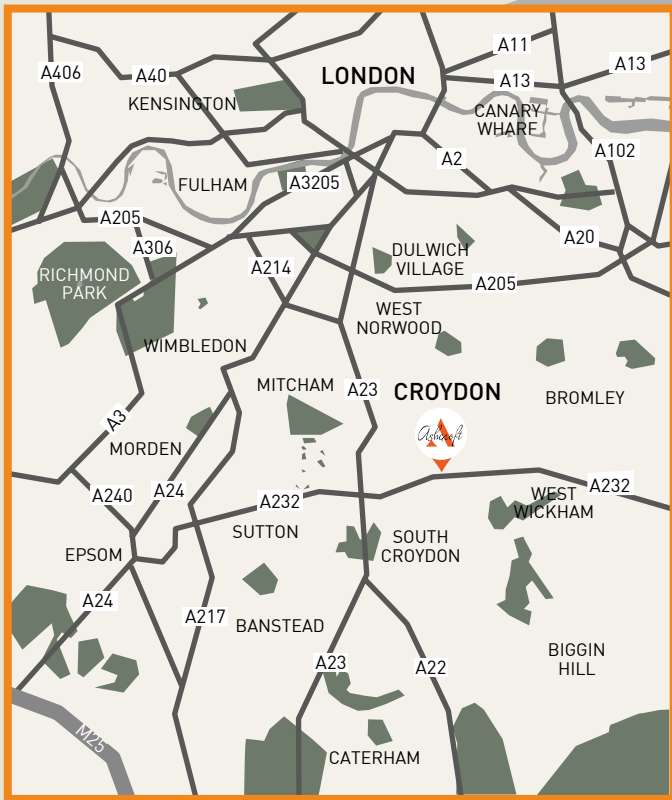 A11
A13
A406
A40
LONDON
A13
KENSINGTON
CANARY
WHARF
A102
A2
FULHAM
A3205
A205
A306
A20
DULWICH
VILLAGE
A214
RICHMOND
PARK
A205
WEST
NORWOOD
WIMBLEDON
MITCHAM
A23
CROYDON
BROMLEY
A3
Ashcroft
MORDEN
A240
A24
A232
A232
WEST
WICKHAM
SUTTON
SOUTH
CROYDON
EPSOM
A24
A217
BANSTEAD
BIGGIN
HILL
A23
A22
M25
CATERHAM